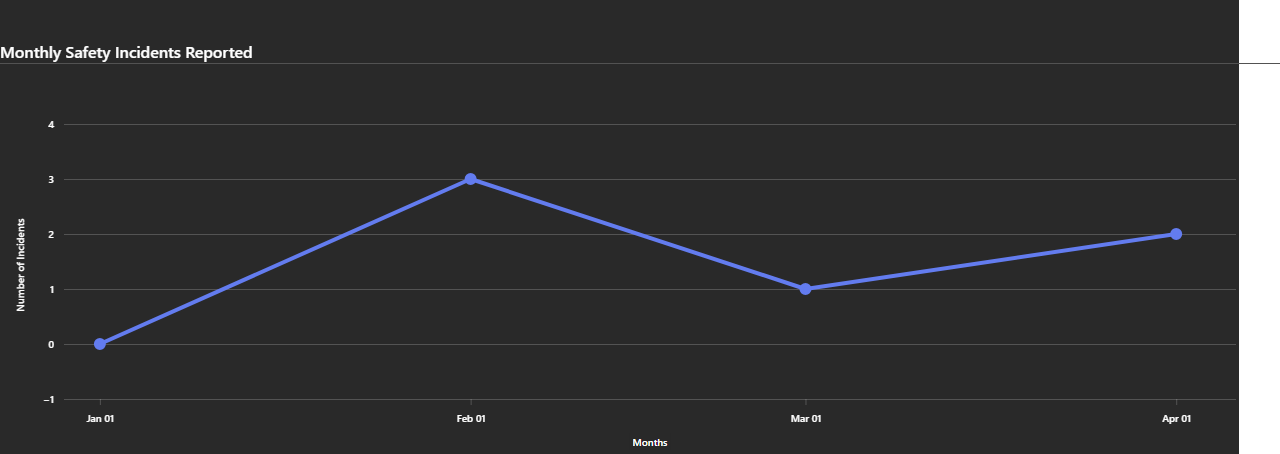 Monthly Safety Incidents Reported
4
3
2
1
0
−1
Number of Incidents
Jan 01 Feb 01 Mar 01 Apr 01
Months